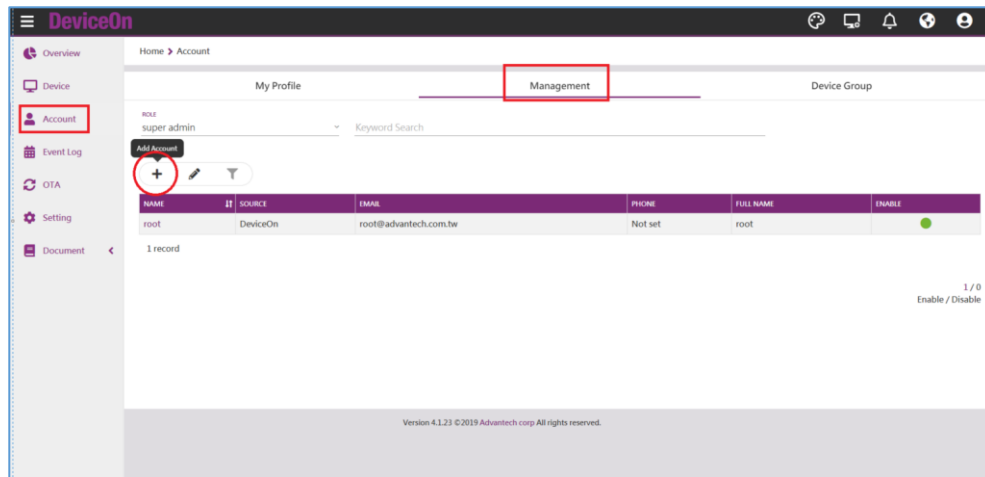 DeviceOn
Overview
Device
Account
Event Log
OTA
Setting
Document
Home > Account
My Profile
Management
Device Group
ROLE
super admin
Keyword Search
Add Account
NAME SOURCE EMAIL PHONE FULL NAME ENABLE
root DeviceOn root@advantech.com.tw Not set root
1 record
1 / 0
Enable / Disable
Version 4.1.23 ©2019 Advantech corp All rights reserved.